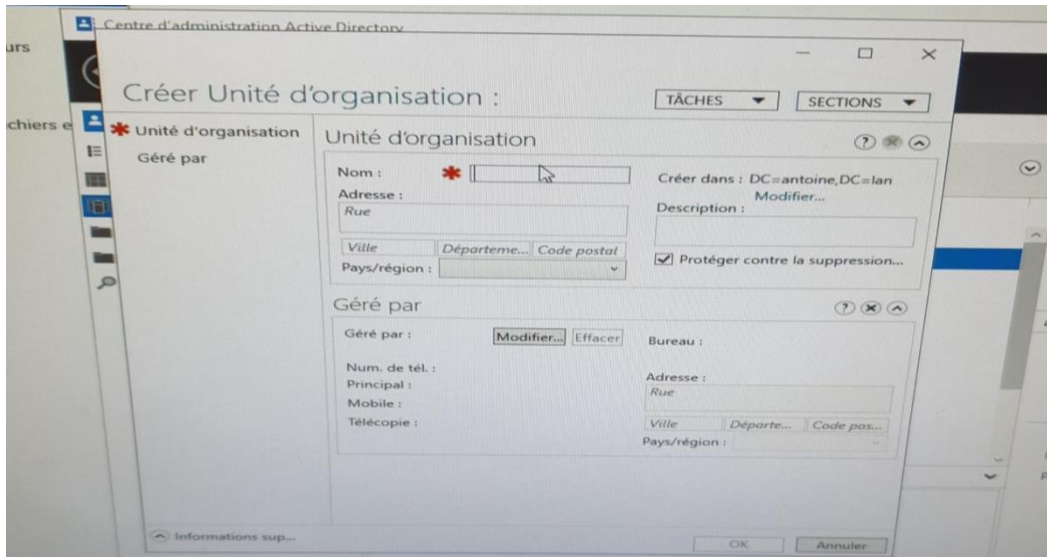 Centre d'administration Active Directory
urs
chiers e
Créer Unité d'organisation :
TÂCHES
SECTIONS
Unité d'organisation
Géré par
Unité d'organisation
Nom :
Créer dans : DC=antoine,DC=lan
Modifier...
Adresse :
Rue
Description :
Ville
Départeme...
Code postal
Pays/région :
Protéger contre la suppression...
Géré par
Géré par :
Modifier...
Effacer
Bureau :
Num. de tél. :
Principal :
Mobile :
Télécopie :
Adresse :
Rue
Ville
Départe...
Code pos...
Pays/région :
Informations sup...
OK
Annuler